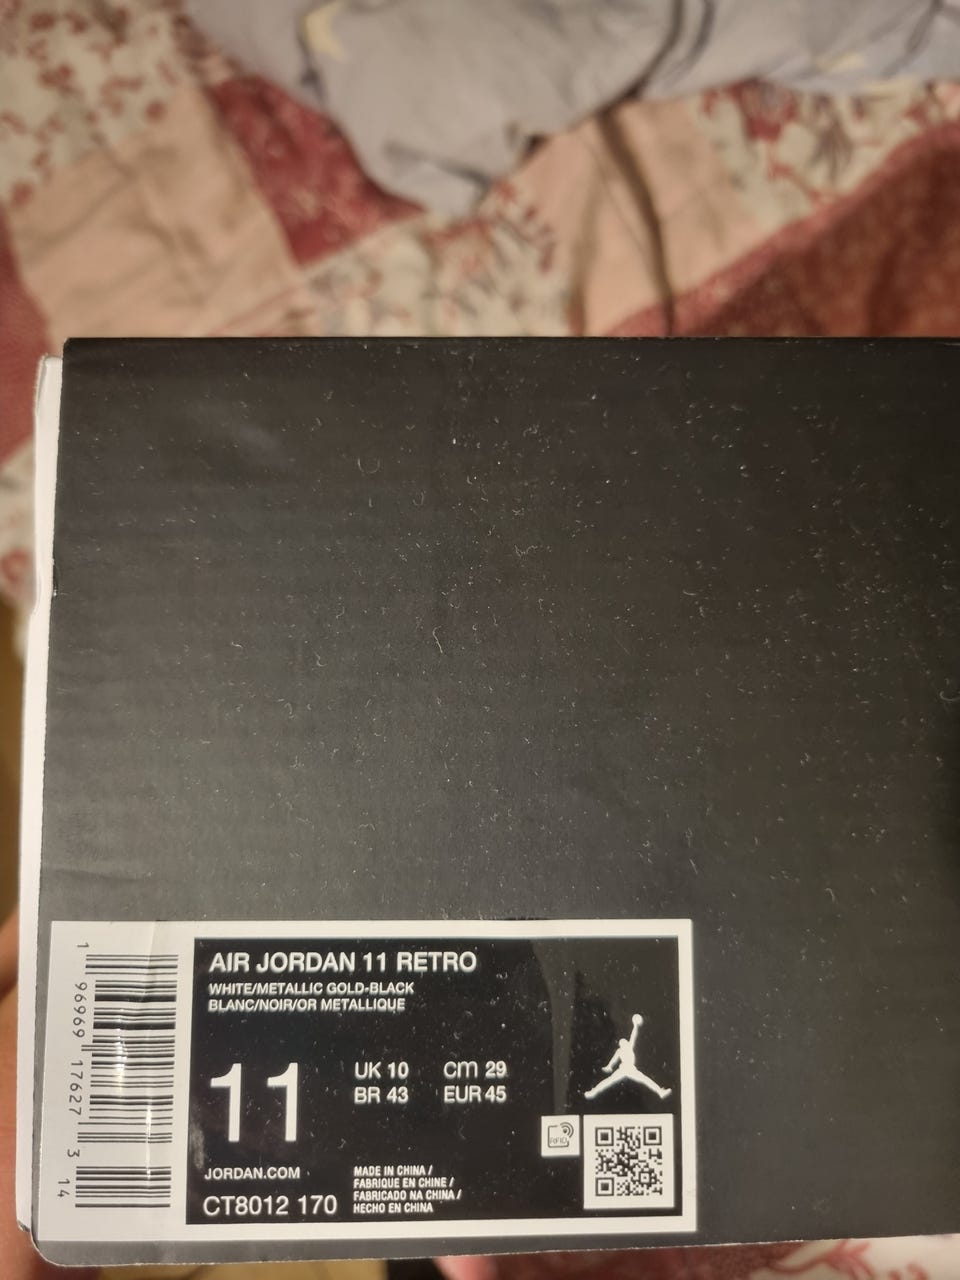 AIR JORDAN 11 RETRO
WHITE/METALLIC GOLD-BLACK
BLANC/NOIR/OR METALLIQUE
11
UK 10 CM 29
BR 43 EUR 45
RFID
JORDAN.COM
CT8012 170
MADE IN CHINA /
FABRIQUE EN CHINE /
FABRICADO NA CHINA /
HECHO EN CHINA
1 96969 17627 3 14